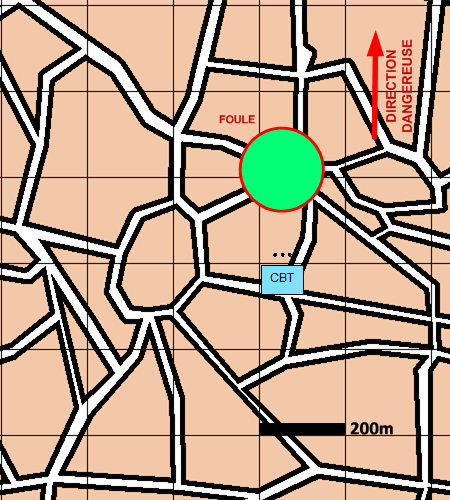 FOULE
DIRECTION
DANGEREUSE
...
CBT
200m